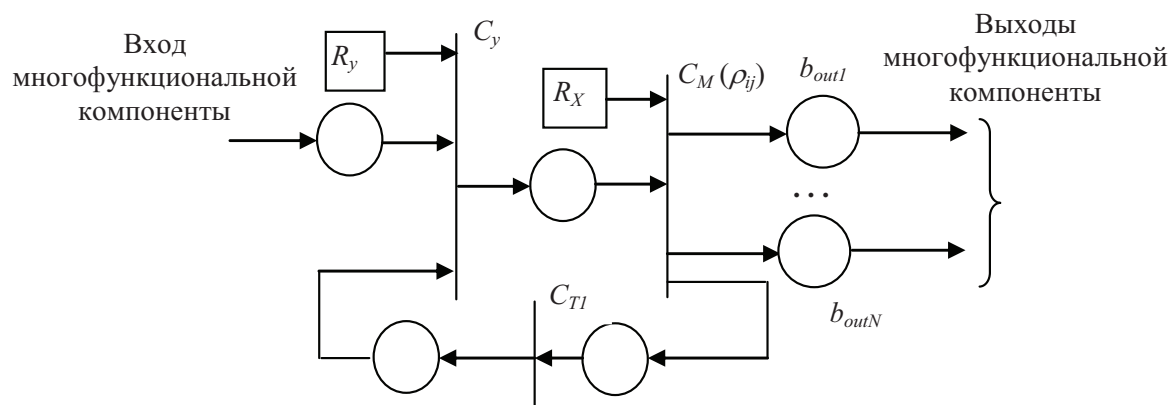 Вход
многофункциональной
компоненты
R_y
C_y
R_X
C_M (ρ_ij)
b_out1
Выходы
многофункциональной
компоненты
. . .
b_outN
C_T1